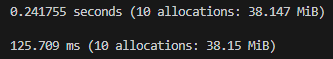 0.241755 seconds (10 allocations: 38.147 MiB)
125.709 ms (10 allocations: 38.15 MiB)